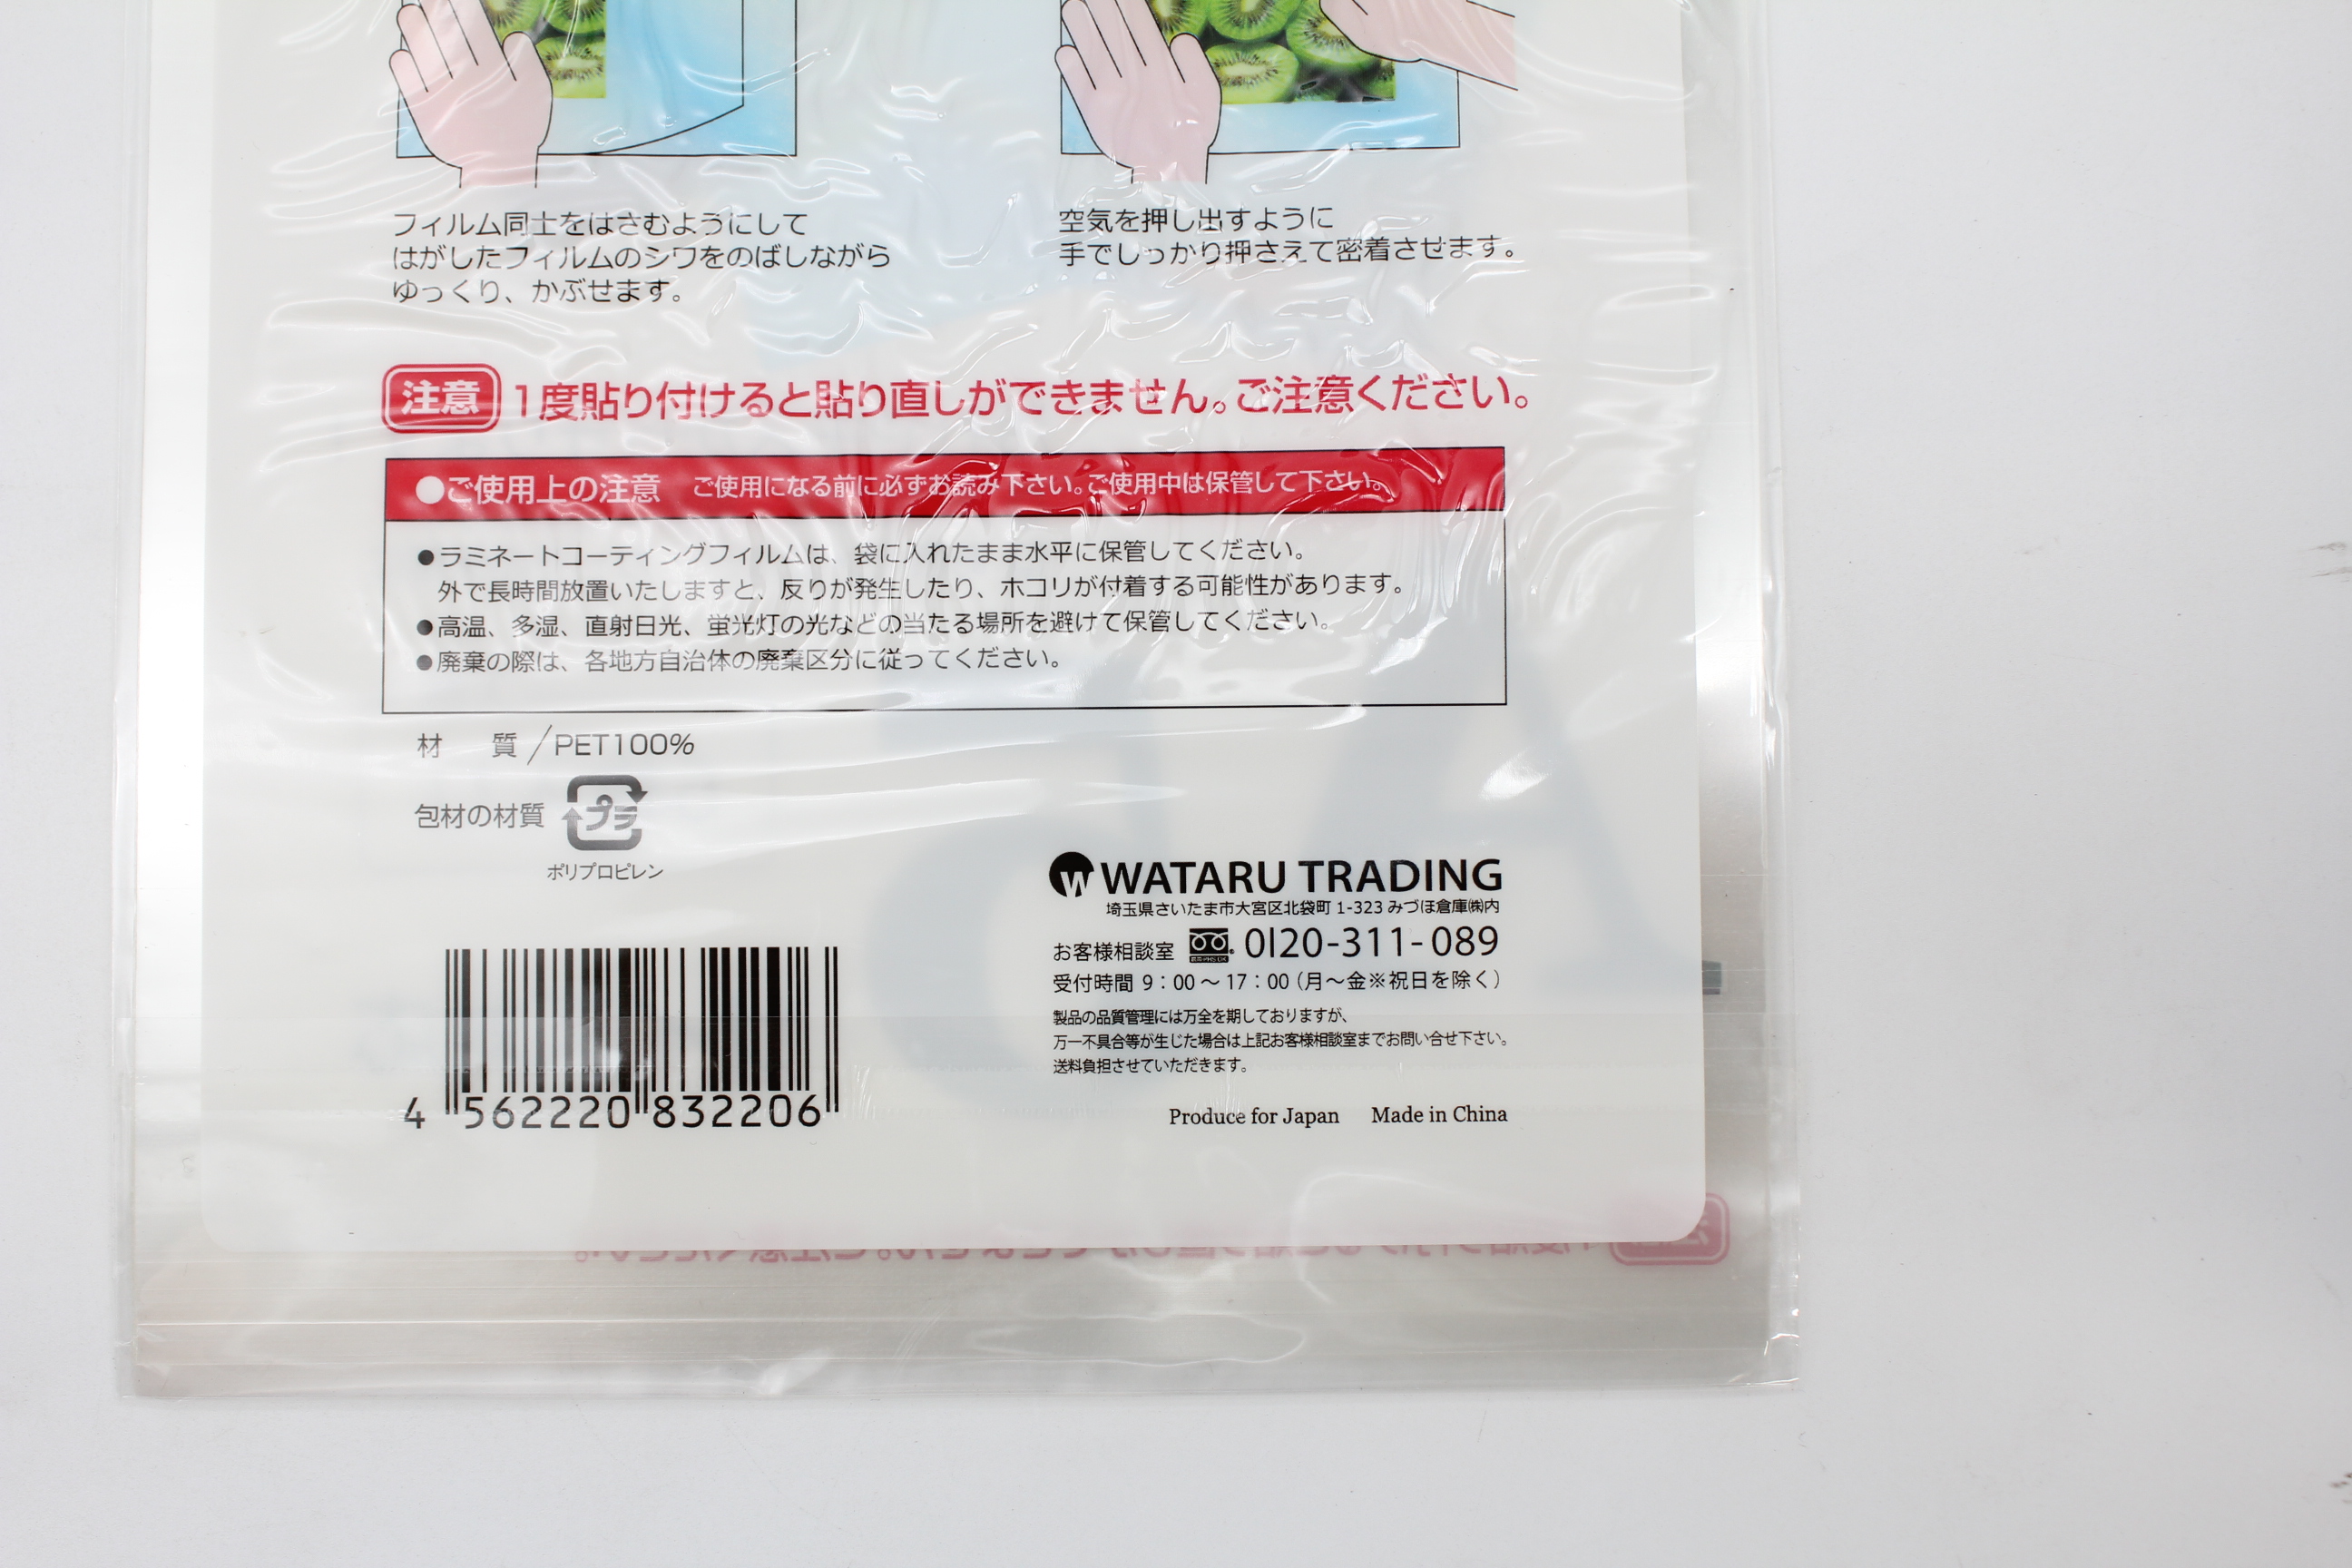 フィルム同士をはさむようにして
はがしたフィルムのシワをのばしながら
ゆっくり、かぶせます。
空気を押し出すように
手でしっかり押さえて密着させます。
注意 1度貼り付けると貼り直しができません。ご注意ください。
●ご使用上の注意 ご使用になる前に必ずお読み下さい。ご使用中は保管して下さい。
●ラミネートコーティングフィルムは、袋に入れたまま水平に保管してください。
外で長時間放置いたしますと、反りが発生したり、ホコリが付着する可能性があります。
●高温、多湿、直射日光、蛍光灯の光などの当たる場所を避けて保管してください。
●廃棄の際は、各地方自治体の廃棄区分に従ってください。
材 質/PET100%
包材の材質 プラ
ポリプロピレン
WATARU TRADING
埼玉県さいたま市大宮区北袋町 1-323 みづほ倉庫㈱内
お客様相談室 0120-311-089
受付時間 9：00～17：00（月～金※祝日を除く）
製品の品質管理には万全を期しておりますが、
万一不具合等が生じた場合は上記お客様相談室までお問い合せ下さい。
送料負担させていただきます。
Produce for Japan Made in China
4 562220 832206